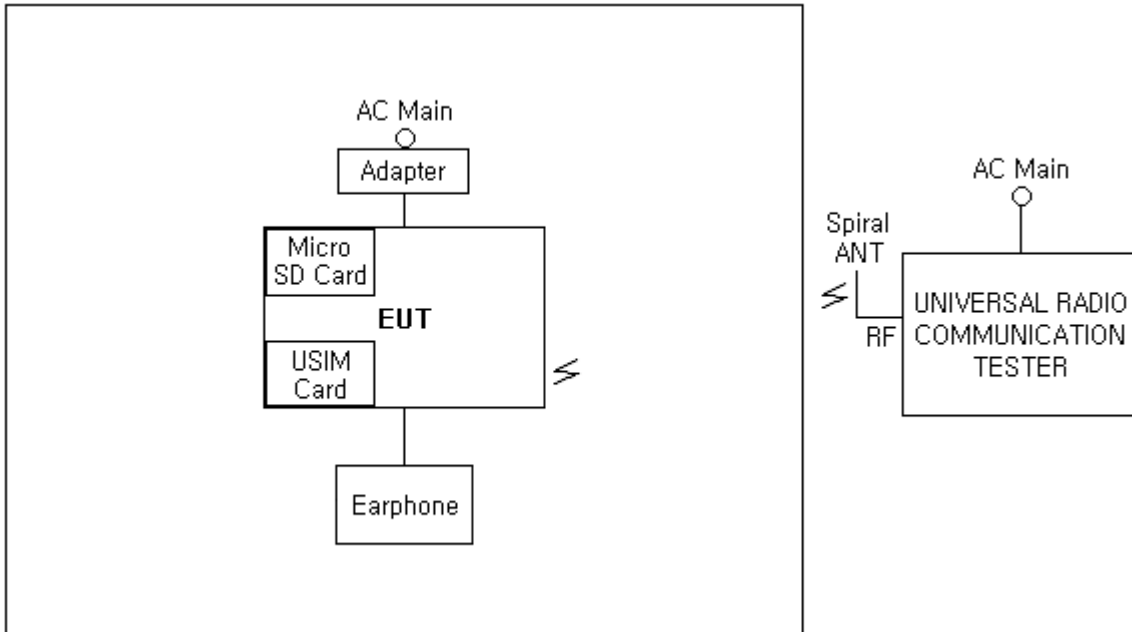 AC Main
Adapter
Micro
SD Card
EUT
USIM
Card
Earphone
AC Main
Spiral
ANT
RF
UNIVERSAL RADIO
COMMUNICATION
TESTER